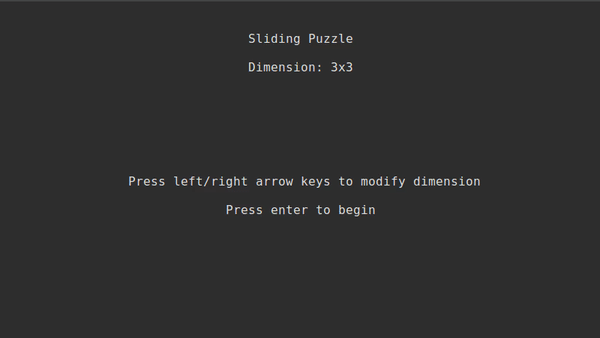 Sliding Puzzle
Dimension: 3x3
Press left/right arrow keys to modify dimension
Press enter to begin